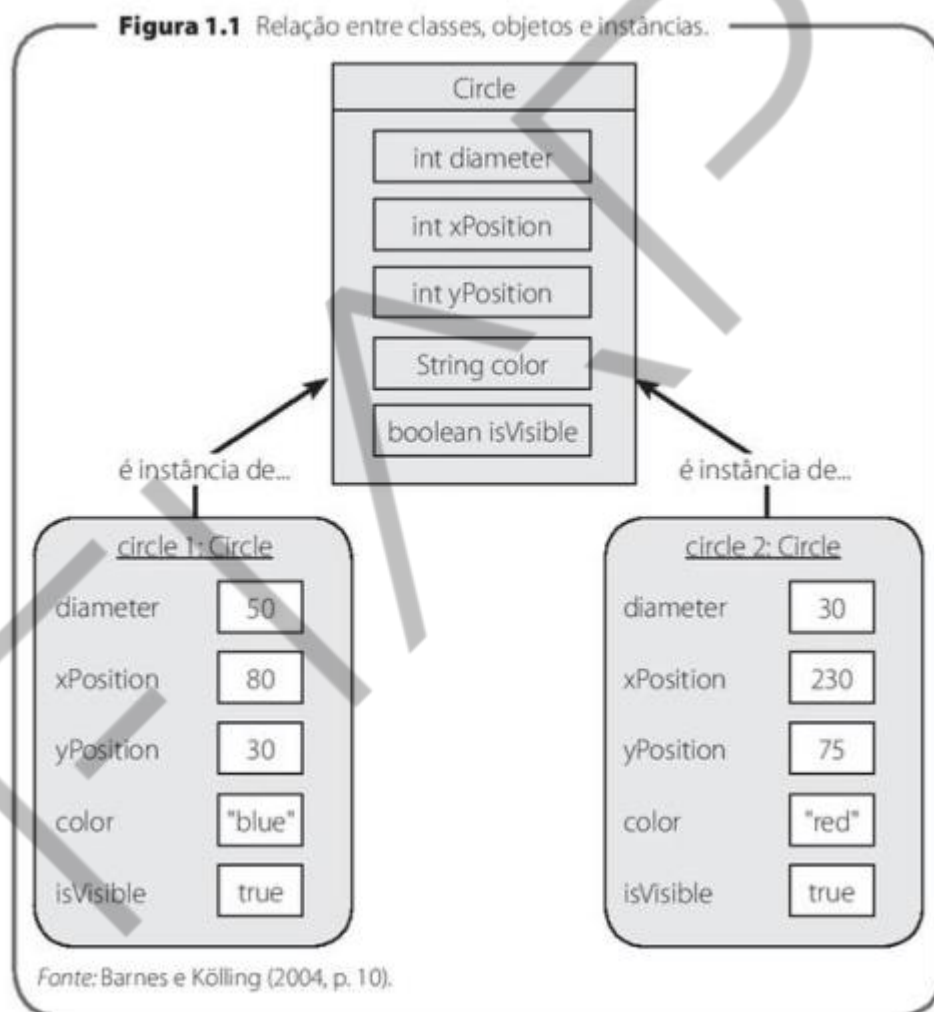 Figura 1.1 Relação entre classes, objetos e instâncias.
Circle
int diameter
int xPosition
int yPosition
String color
boolean isVisible
é instância de...
é instância de...
circle 1: Circle
diameter 50
xPosition 80
yPosition 30
color "blue"
isVisible true
circle 2: Circle
diameter 30
xPosition 230
yPosition 75
color "red"
isVisible true
Fonte: Barnes e Kölling (2004, p. 10).